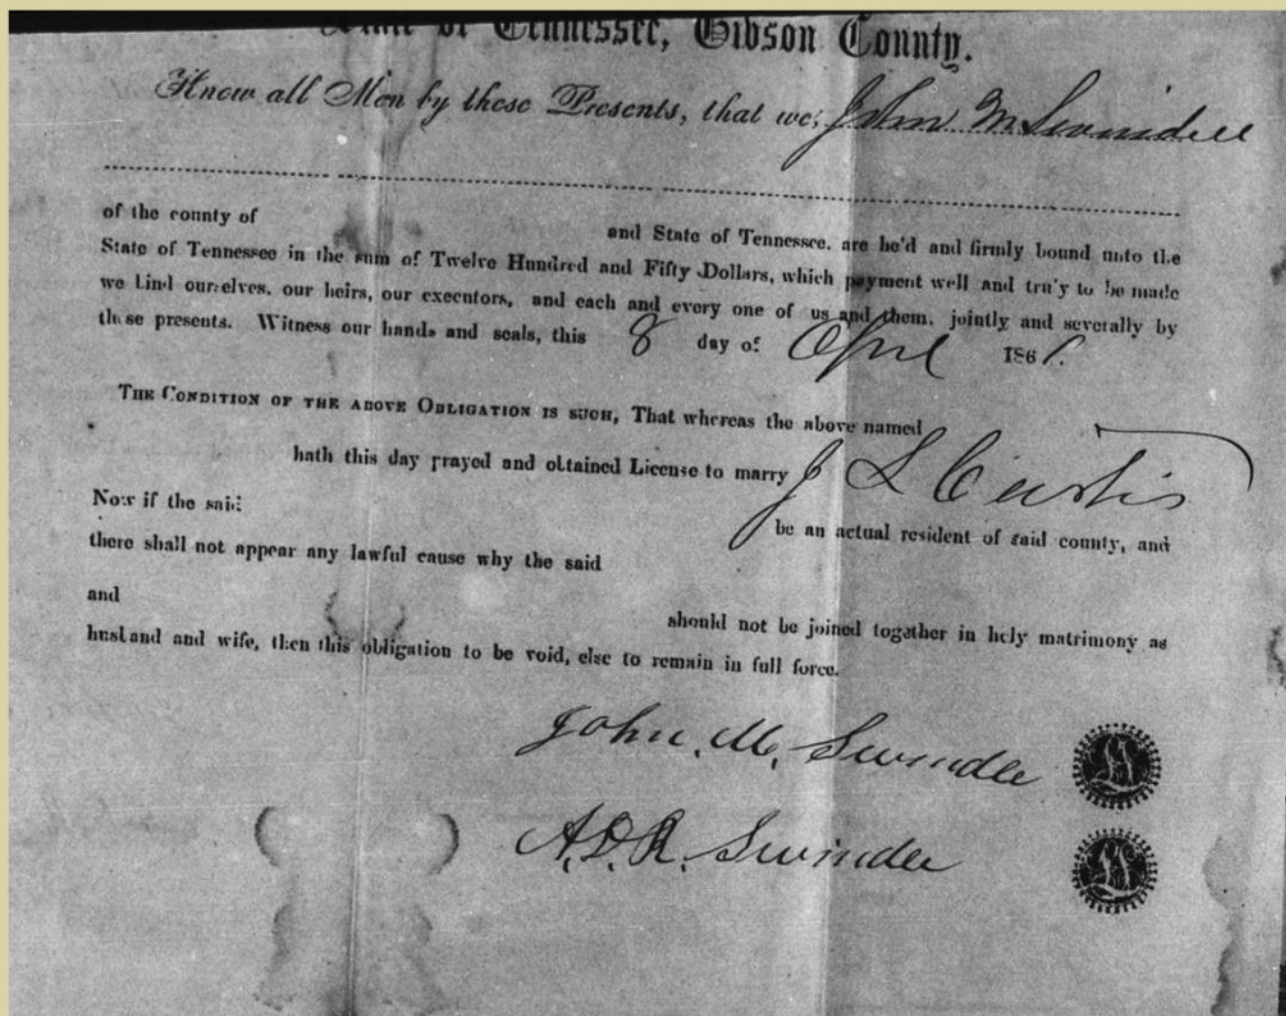 State of Tennessee, Gibson County.
Know all Men by these Presents, that we, John M Swindell
of the county of and State of Tennessee. are he'd and firmly bound unto the
State of Tennessee in the sum of Twelve Hundred and Fifty Dollars, which payment well and tru'y to be made
we bind ourselves, our heirs, our executors, and each and every one of us and them, jointly and severally by
these presents. Witness our hands and seals, this 8 day of April 1861.
THE CONDITION OF THE ABOVE OBLIGATION IS SUCH, That whereas the above named
hath this day prayed and obtained License to marry J L Curtis
Now if the said be an actual resident of said county, and
there shall not appear any lawful cause why the said
and should not be joined together in holy matrimony as
husband and wife, then this obligation to be void, else to remain in full force.
John. M. Swindle
A. D. R. Swindle